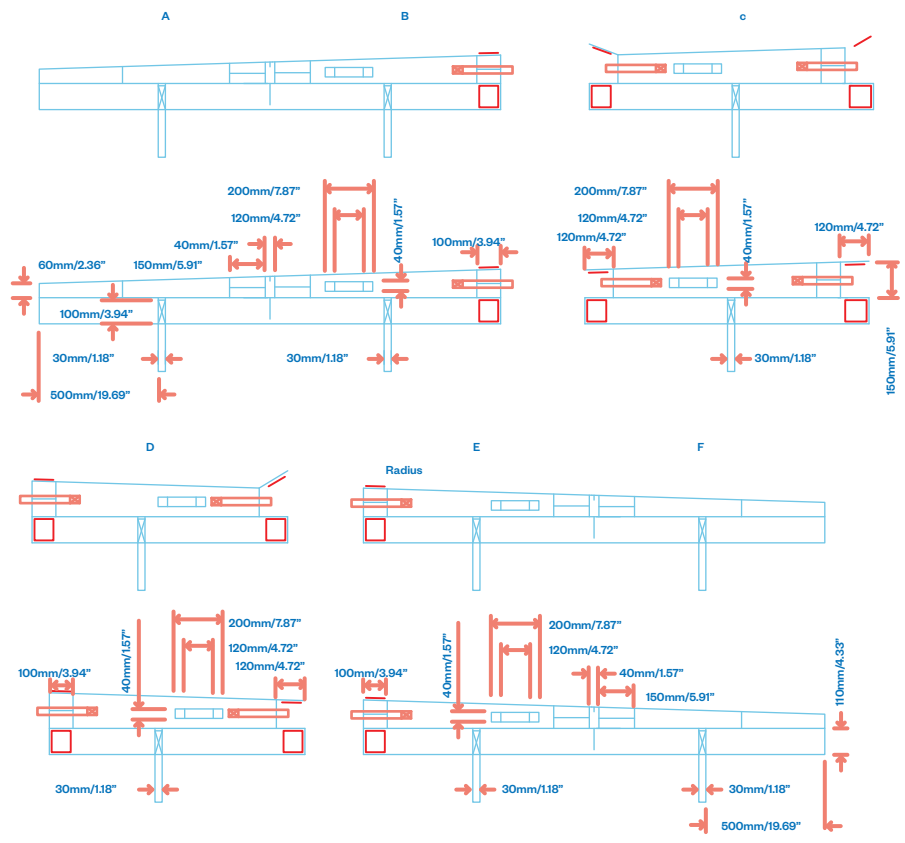 A
B
c
200mm/7.87”
120mm/4.72”
40mm/1.57”
40mm/1.57”
100mm/3.94”
60mm/2.36”
150mm/5.91”
100mm/3.94”
30mm/1.18”
30mm/1.18”
500mm/19.69”
200mm/7.87”
120mm/4.72”
120mm/4.72”
40mm/1.57”
120mm/4.72”
30mm/1.18”
150mm/5.91”
D
E
F
Radius
200mm/7.87”
120mm/4.72”
120mm/4.72”
40mm/1.57”
100mm/3.94”
30mm/1.18”
200mm/7.87”
120mm/4.72”
40mm/1.57”
100mm/3.94”
40mm/1.57”
150mm/5.91”
110mm/4.33”
30mm/1.18”
30mm/1.18”
500mm/19.69”